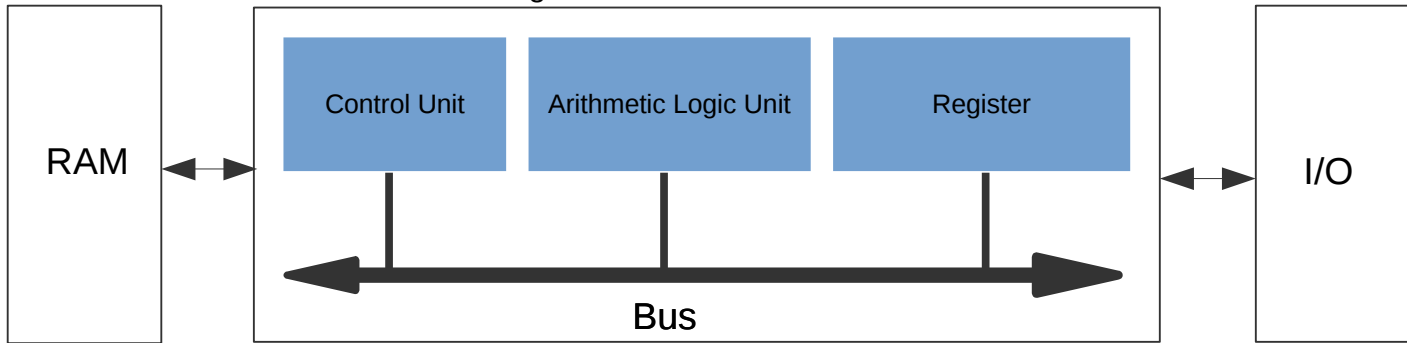 RAM
Control Unit
Arithmetic Logic Unit
Register
I/O
Bus